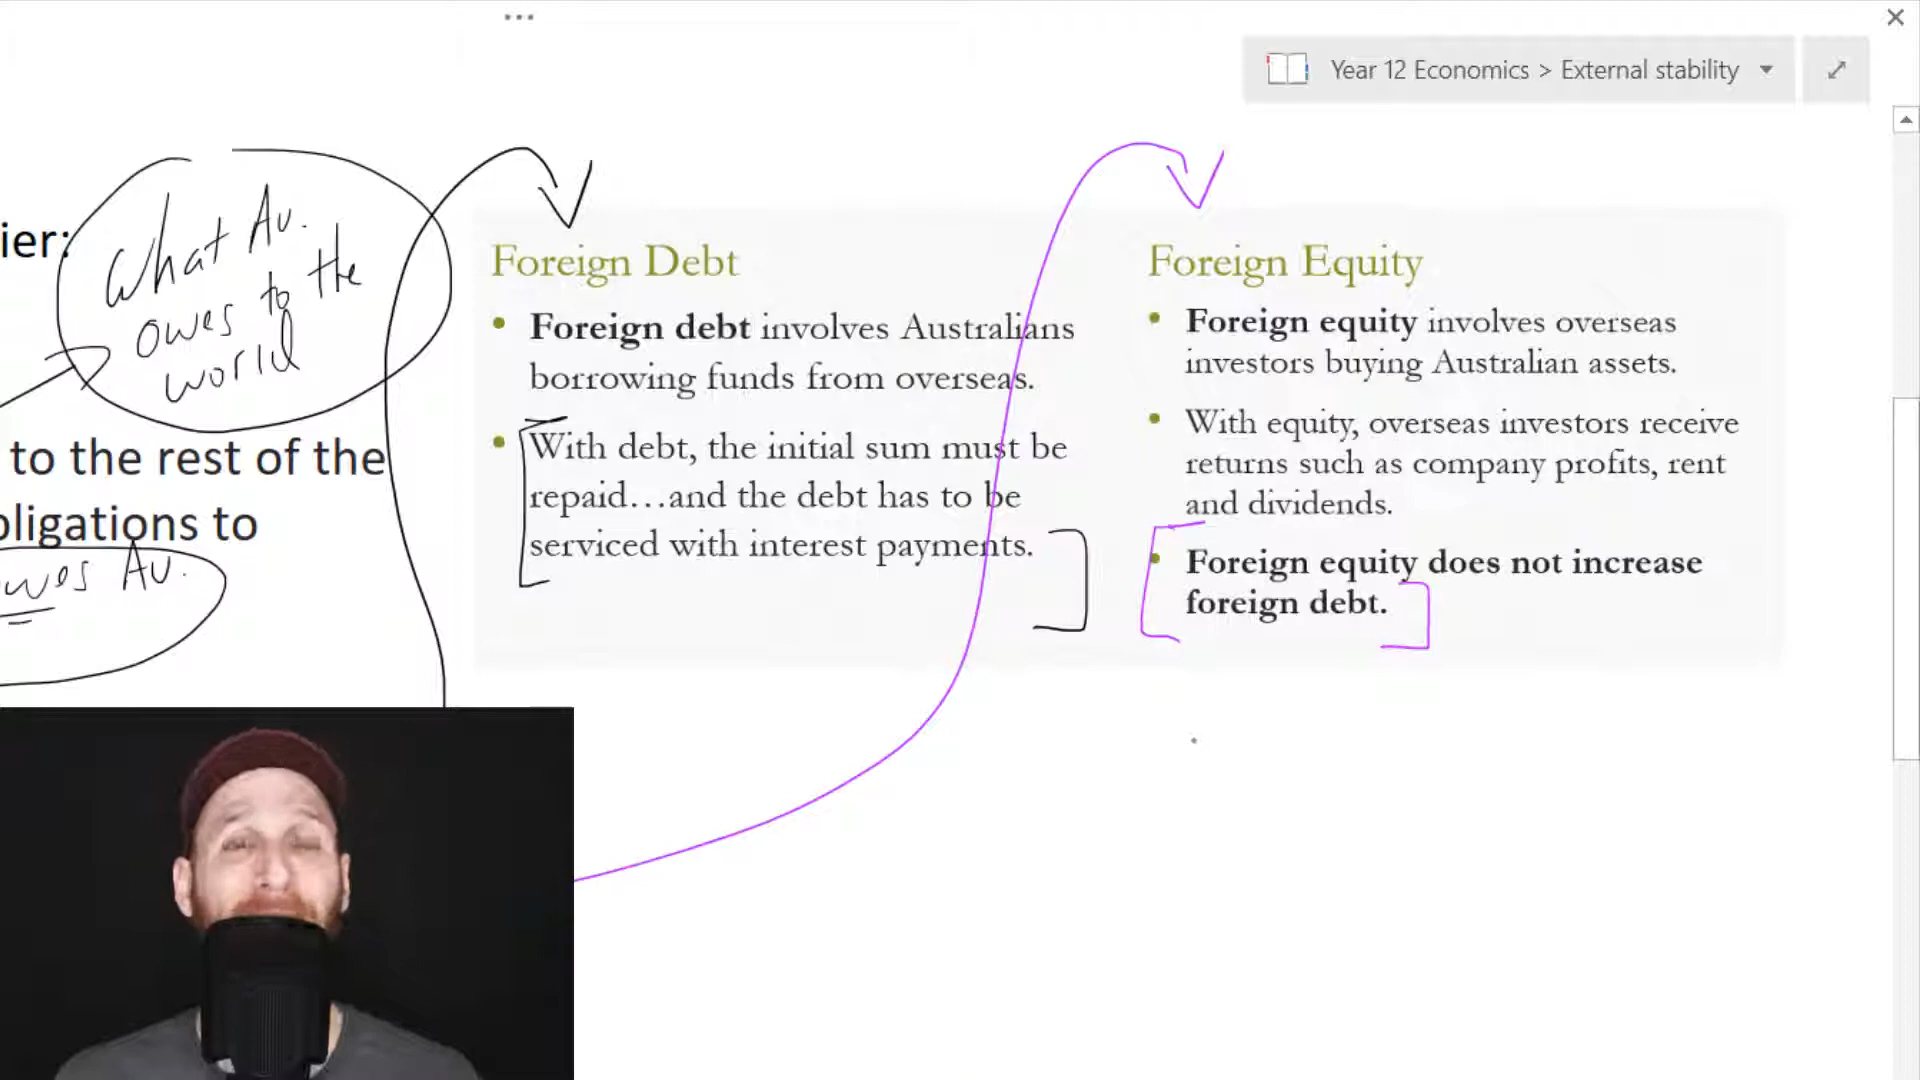 ...
Year 12 Economics > External stability
ier:
What Au.
owes to the
world
to the rest of the
bligations to
owes Au.
Foreign Debt
• Foreign debt involves Australians
borrowing funds from overseas.
• With debt, the initial sum must be
repaid…and the debt has to be
serviced with interest payments.
Foreign Equity
• Foreign equity involves overseas
investors buying Australian assets.
• With equity, overseas investors receive
returns such as company profits, rent
and dividends.
• Foreign equity does not increase
foreign debt.